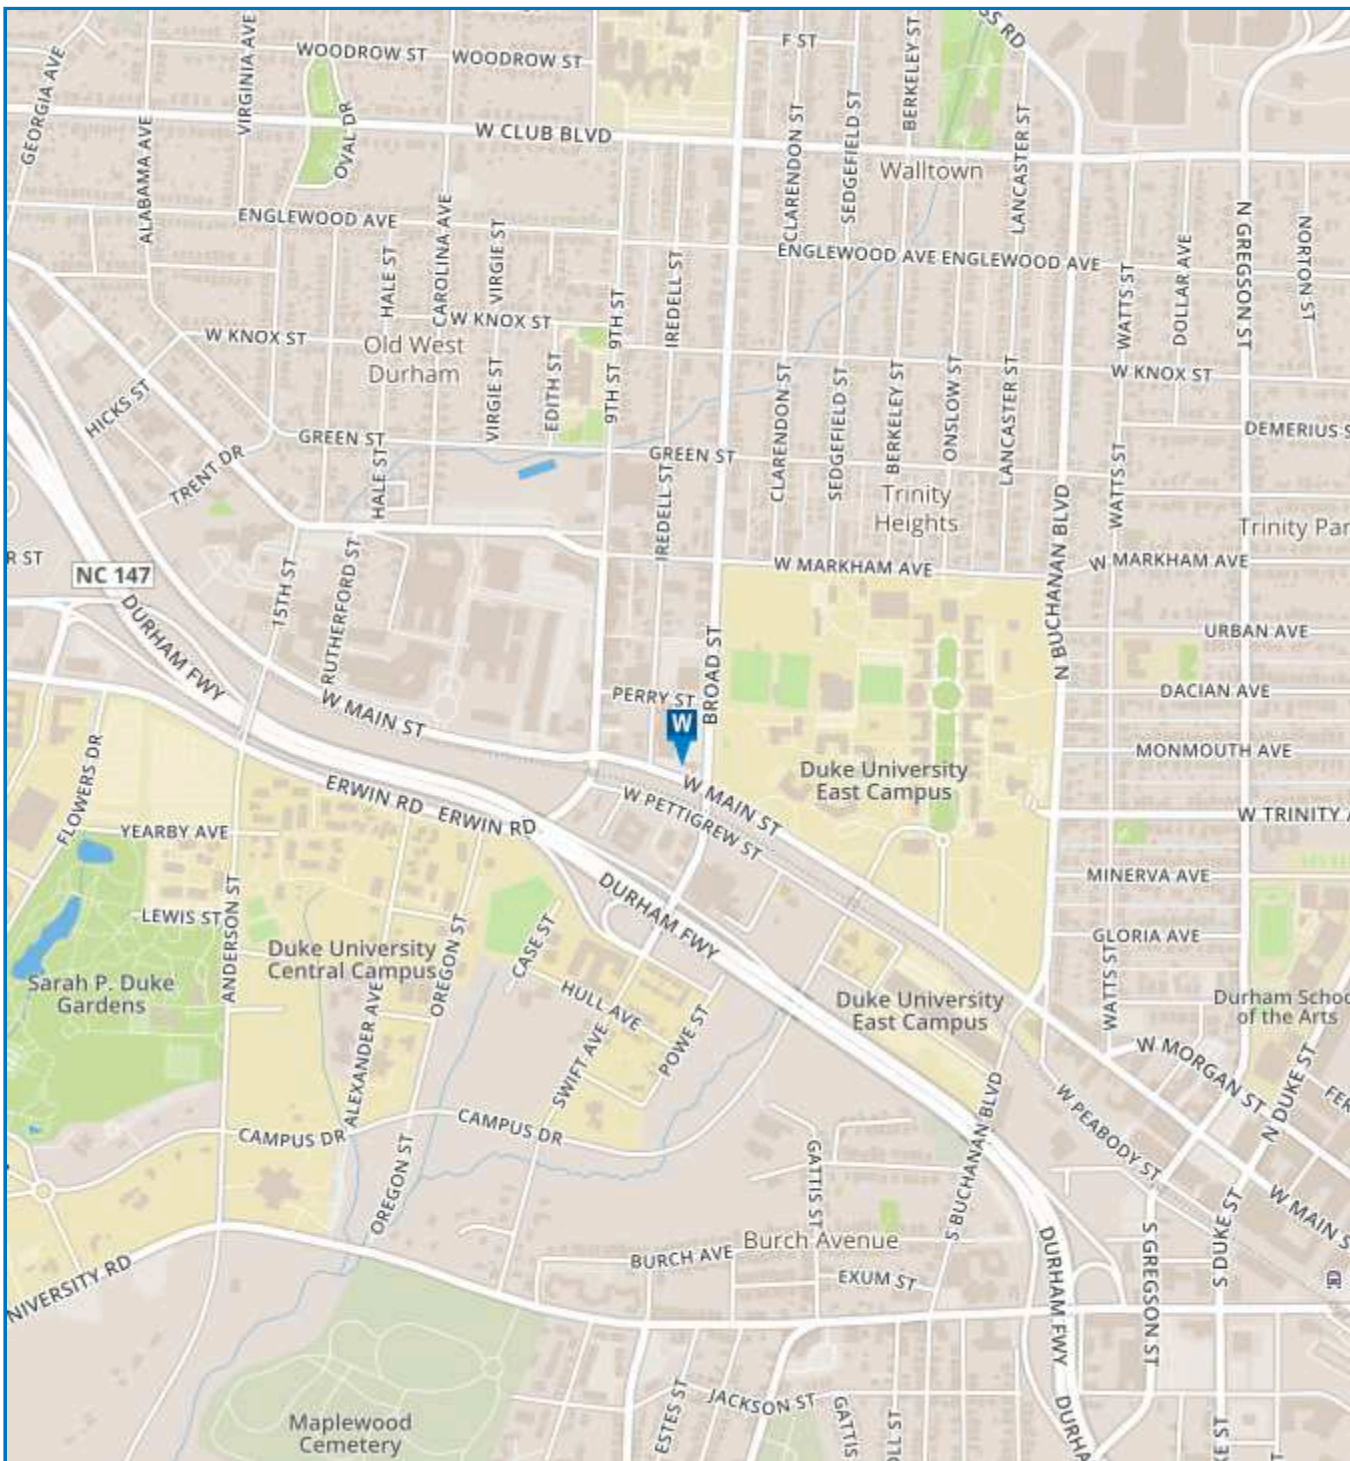 WOODROW ST
WOODROW ST
F ST
SS RD
GEORGIA AVE
VIRGINIA AVE
BERKELEY ST
OVAL DR
W CLUB BLVD
CLARENDON ST
SEDGEFIELD ST
LANCASTER ST
Walltown
ALABAMA AVE
ENGLEWOOD AVE
CAROLINA AVE
VIRGIE ST
HALE ST
IREDELL ST
ENGLEWOOD AVE
ENGLEWOOD AVE
WATTS ST
DOLLAR AVE
N GREGSON ST
NORTON ST
W KNOX ST
W KNOX ST
9TH ST
Old West
Durham
VIRGIE ST
EDITH ST
9TH ST
CLARENDON ST
SEDGEFIELD ST
BERKELEY ST
ONSLOW ST
LANCASTER ST
W KNOX ST
HICKS ST
GREEN ST
GREEN ST
DEMERIUS S
TRENT DR
HALE ST
IREDELL ST
WATTS ST
Trinity
Heights
N BUCHANAN BLVD
Trinity Par
R ST
NC 147
15TH ST
RUTHERFORD ST
W MARKHAM AVE
W MARKHAM AVE
DURHAM FWY
URBAN AVE
W MAIN ST
PERRY ST
BROAD ST
DACIAN AVE
W
MONMOUTH AVE
FLOWERS DR
ERWIN RD
ERWIN RD
W PETTIGREW ST
W MAIN ST
Duke University
East Campus
W TRINITY A
YEARBY AVE
MINERVA AVE
DURHAM FWY
LEWIS ST
ANDERSON ST
Duke University
Central Campus
OREGON ST
CASE ST
GLORIA AVE
WATTS ST
Sarah P. Duke
Gardens
HULL AVE
Duke University
East Campus
Durham Schoo
of the Arts
ALEXANDER AVE
SWIFT AVE
POWE ST
W MORGAN ST
N DUKE ST
FER
CAMPUS DR
CAMPUS DR
W PEABODY ST
OREGON ST
GATTIS ST
S BUCHANAN BLVD
W MAIN S
Burch Avenue
BURCH AVE
EXUM ST
NIVERSITY RD
DURHAM FWY
S GREGSON ST
S DUKE ST
Maplewood
Cemetery
ESTES ST
JACKSON ST
GATTIS
OLL ST
DURHA
KE ST
T